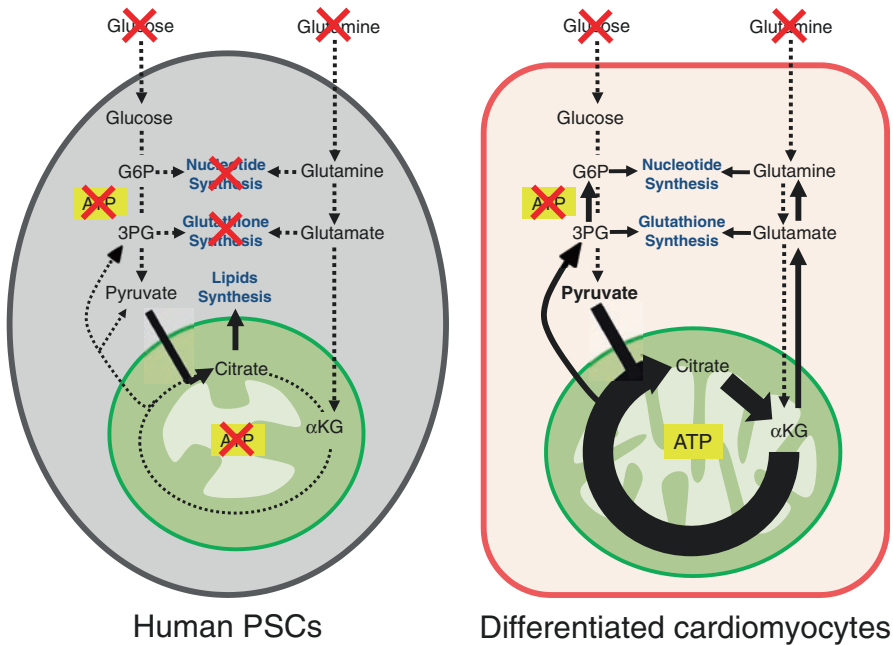 Glucose
Glutamine
Glucose
G6P
Nucleotide
Synthesis
Glutamine
ATP
3PG
Glutathione
Synthesis
Glutamate
Pyruvate
Lipids
Synthesis
Citrate
ATP
αKG
Human PSCs
Glucose
Glutamine
Glucose
G6P
Nucleotide
Synthesis
Glutamine
ATP
3PG
Glutathione
Synthesis
Glutamate
Pyruvate
Citrate
ATP
αKG
Differentiated cardiomyocytes